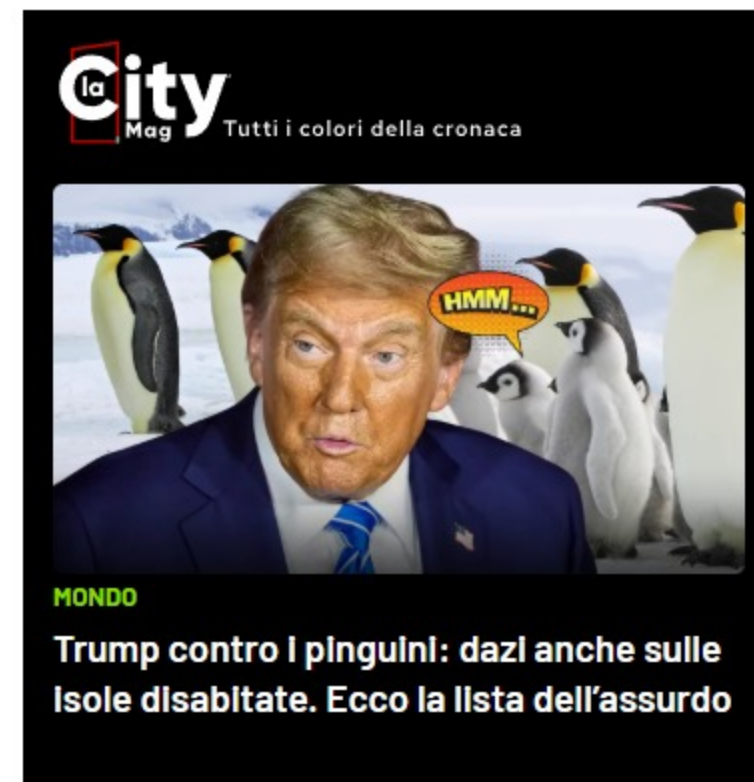 la City
Mag
Tutti i colori della cronaca
HMM...
MONDO
Trump contro i pinguini: dazi anche sulle
isole disabitate. Ecco la lista dell'assurdo